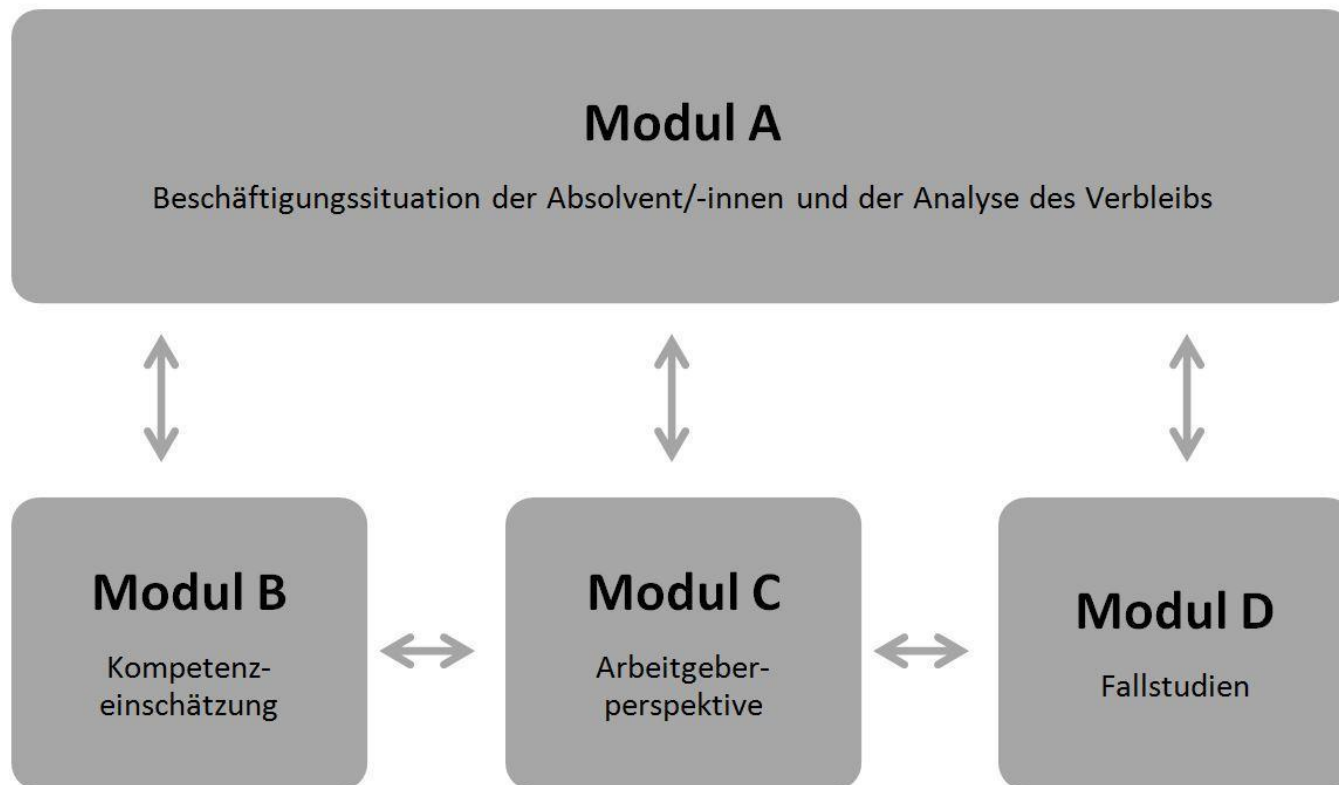 Modul A
Beschäftigungssituation der Absolvent/-innen und der Analyse des Verbleibs
Modul B
Kompetenz-
einschätzung
Modul C
Arbeitgeber-
perspektive
Modul D
Fallstudien